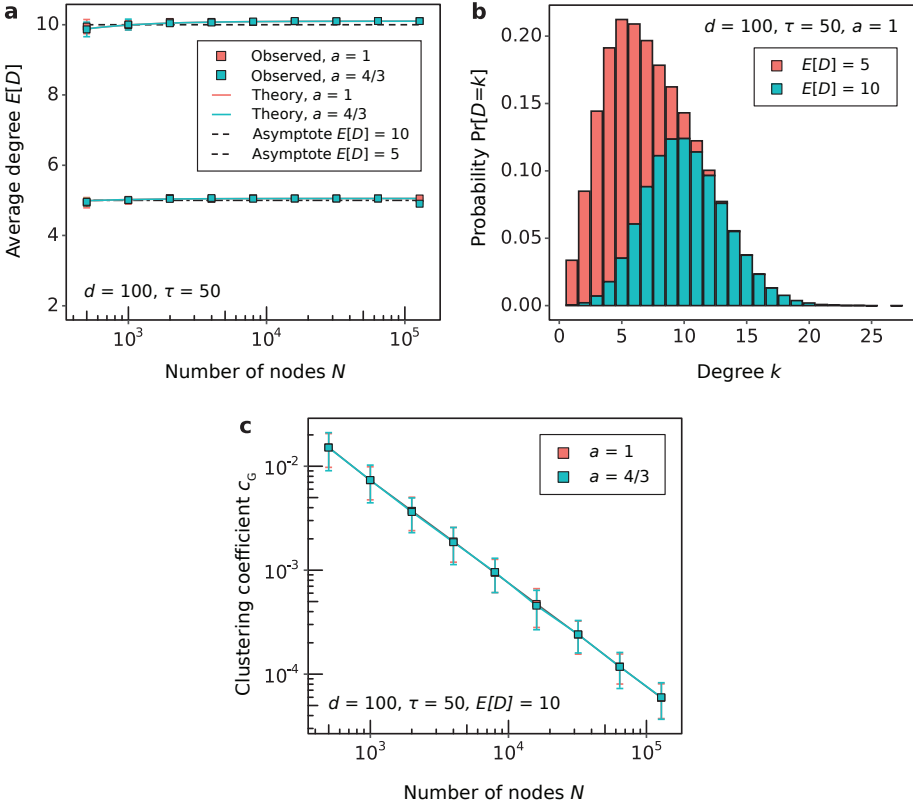 a
Average degree E[D]
10
8
6
4
2
Observed, a = 1
Observed, a = 4/3
Theory, a = 1
Theory, a = 4/3
Asymptote E[D] = 10
Asymptote E[D] = 5
d = 100, τ = 50
10³
10⁴
10⁵
Number of nodes N
b
Probability Pr[D=k]
0.20
0.15
0.10
0.05
0.00
d = 100, τ = 50, a = 1
E[D] = 5
E[D] = 10
0 5 10 15 20 25
Degree k
c
Clustering coefficient c_G
10⁻²
10⁻³
10⁻⁴
a = 1
a = 4/3
d = 100, τ = 50, E[D] = 10
10³
10⁴
10⁵
Number of nodes N